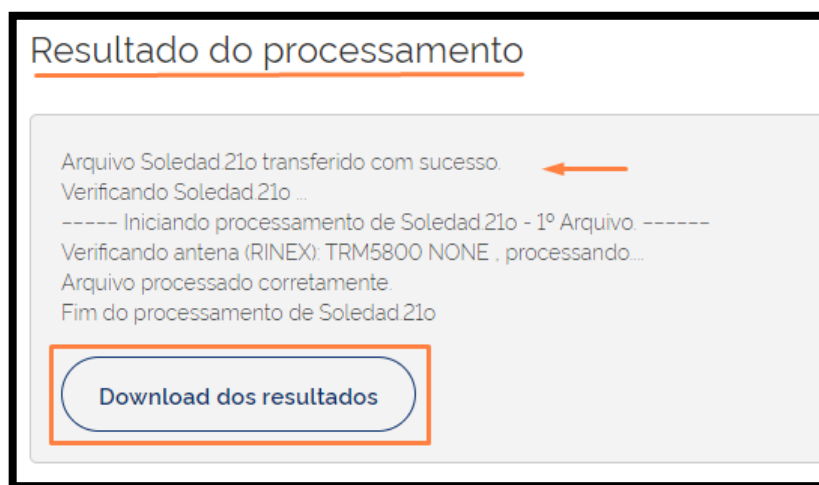 Resultado do processamento
Arquivo Soledad.21o transferido com sucesso.
Verificando Soledad.21o ...
----- Iniciando processamento de Soledad.21o - 1º Arquivo. ------
Verificando antena (RINEX): TRM5800 NONE , processando....
Arquivo processado corretamente.
Fim do processamento de Soledad.21o
Download dos resultados